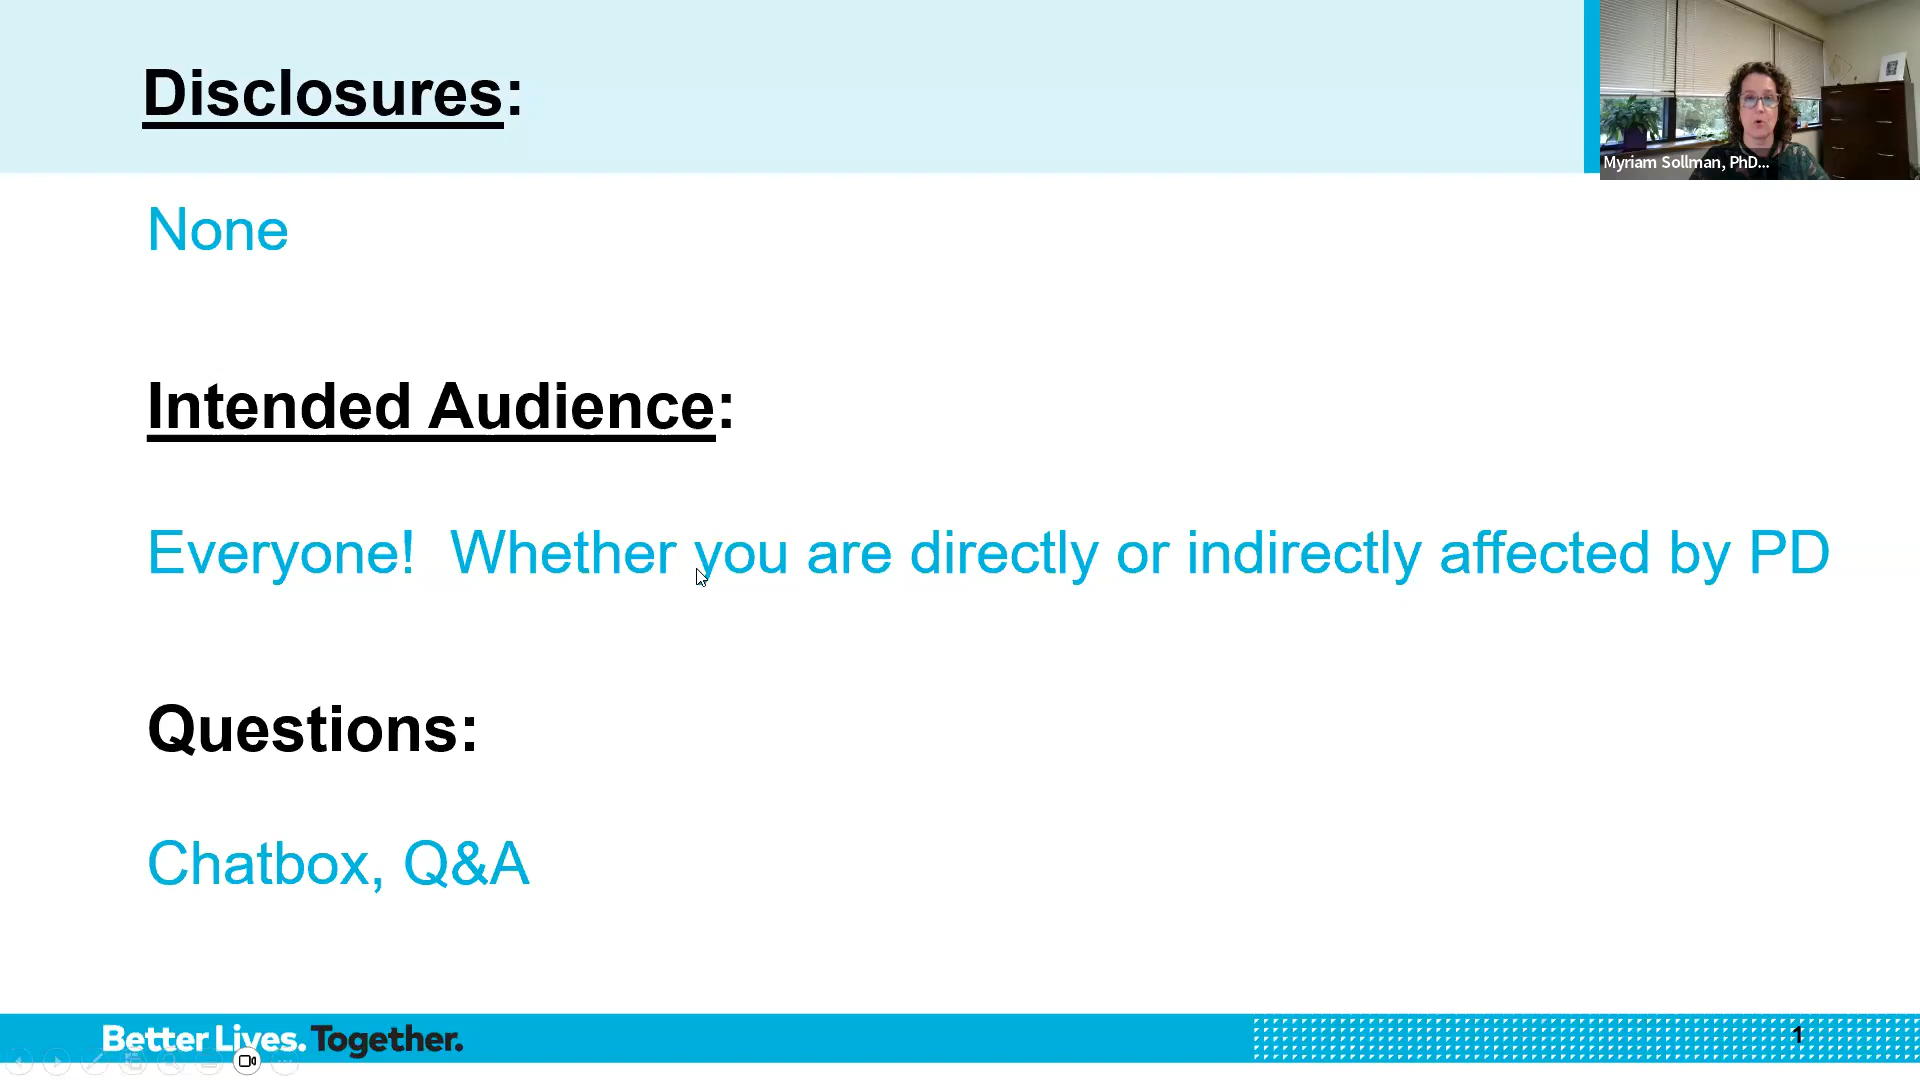 Disclosures:
Myriam Sollman, PhD...
None
Intended Audience:
Everyone!  Whether you are directly or indirectly affected by PD
Questions:
Chatbox, Q&A
Better Lives. Together.
1